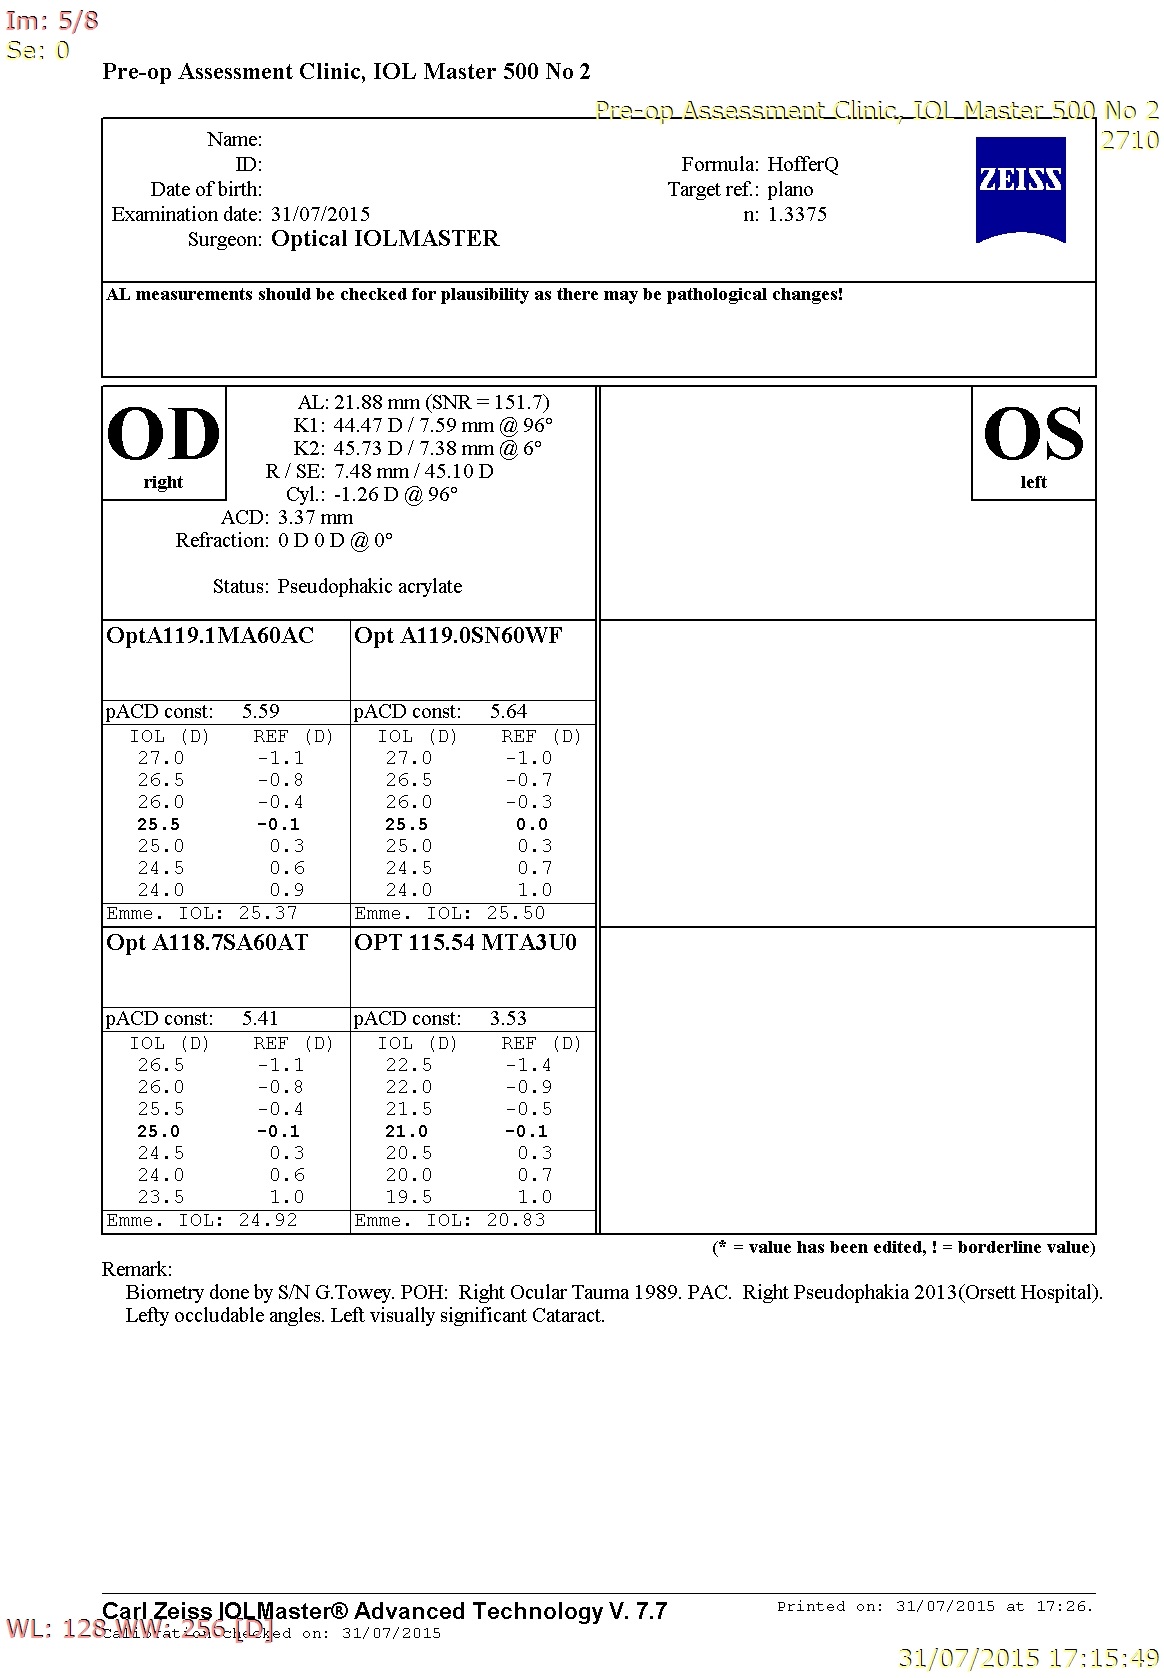 Im: 5/8
Se: 0
Pre-op Assessment Clinic, IOL Master 500 No 2
Pre-op Assessment Clinic, IOL Master 500 No 2
2710
Name:
ID:
Date of birth:
Examination date: 31/07/2015
Surgeon: Optical IOLMASTER
Formula: HofferQ
Target ref.: plano
n: 1.3375
ZEISS
AL measurements should be checked for plausibility as there may be pathological changes!
OD
right
AL: 21.88 mm (SNR = 151.7)
K1: 44.47 D / 7.59 mm @ 96°
K2: 45.73 D / 7.38 mm @ 6°
R / SE: 7.48 mm / 45.10 D
Cyl.: -1.26 D @ 96°
ACD: 3.37 mm
Refraction: 0 D 0 D @ 0°
Status: Pseudophakic acrylate
OS
left
OptA119.1MA60AC
pACD const: 5.59
IOL (D) REF (D)
27.0 -1.1
26.5 -0.8
26.0 -0.4
25.5 -0.1
25.0 0.3
24.5 0.6
24.0 0.9
Emme. IOL: 25.37
Opt A119.0SN60WF
pACD const: 5.64
IOL (D) REF (D)
27.0 -1.0
26.5 -0.7
26.0 -0.3
25.5 0.0
25.0 0.3
24.5 0.7
24.0 1.0
Emme. IOL: 25.50
Opt A118.7SA60AT
pACD const: 5.41
IOL (D) REF (D)
26.5 -1.1
26.0 -0.8
25.5 -0.4
25.0 -0.1
24.5 0.3
24.0 0.6
23.5 1.0
Emme. IOL: 24.92
OPT 115.54 MTA3U0
pACD const: 3.53
IOL (D) REF (D)
22.5 -1.4
22.0 -0.9
21.5 -0.5
21.0 -0.1
20.5 0.3
20.0 0.7
19.5 1.0
Emme. IOL: 20.83
(* = value has been edited, ! = borderline value)
Remark:
Biometry done by S/N G.Towey. POH: Right Ocular Tauma 1989. PAC. Right Pseudophakia 2013(Orsett Hospital).
Lefty occludable angles. Left visually significant Cataract.
Carl Zeiss IOLMaster® Advanced Technology V. 7.7
Printed on: 31/07/2015 at 17:26.
WL: 128 WW: 256 [D]
Calibration checked on: 31/07/2015
31/07/2015 17:15:49